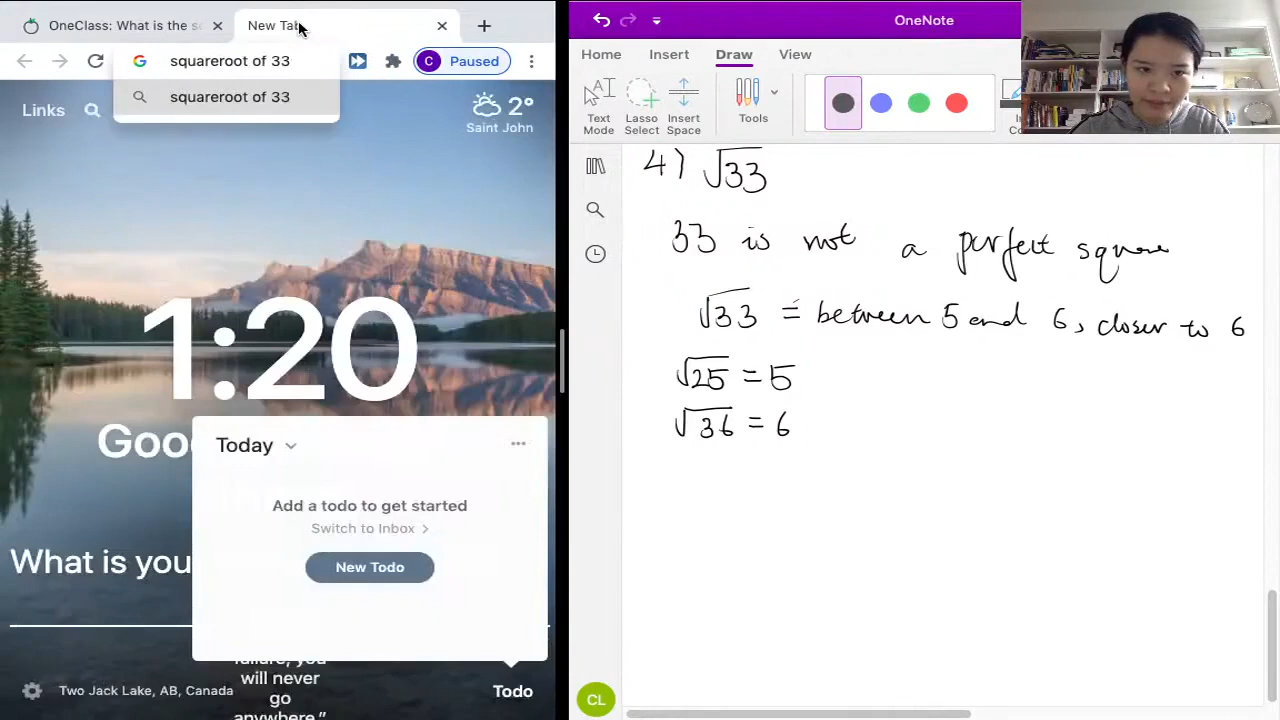 OneClass: What is the s
New Tab
squareroot of 33
Paused
squareroot of 33
Links
2°
Saint John
1:20
Goo
Today
Add a todo to get started
Switch to Inbox
New Todo
What is you
failure, you
will never
go
anywhere."
Two Jack Lake, AB, Canada
Todo
OneNote
Home
Insert
Draw
View
Text Mode
Lasso Select
Insert Space
Tools
4) √33
33 is not a perfect square
√33 = between 5 and 6, closer to 6
√25 = 5
√36 = 6
CL